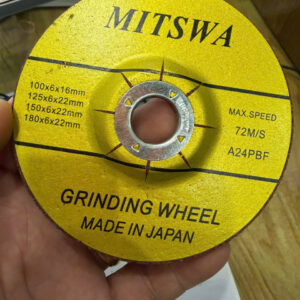 MITSWA
100x6x16mm
125x6x22mm
150x6x22mm
180x6x22mm
MAX.SPEED
72M/S
A24PBF
GRINDING WHEEL
MADE IN JAPAN